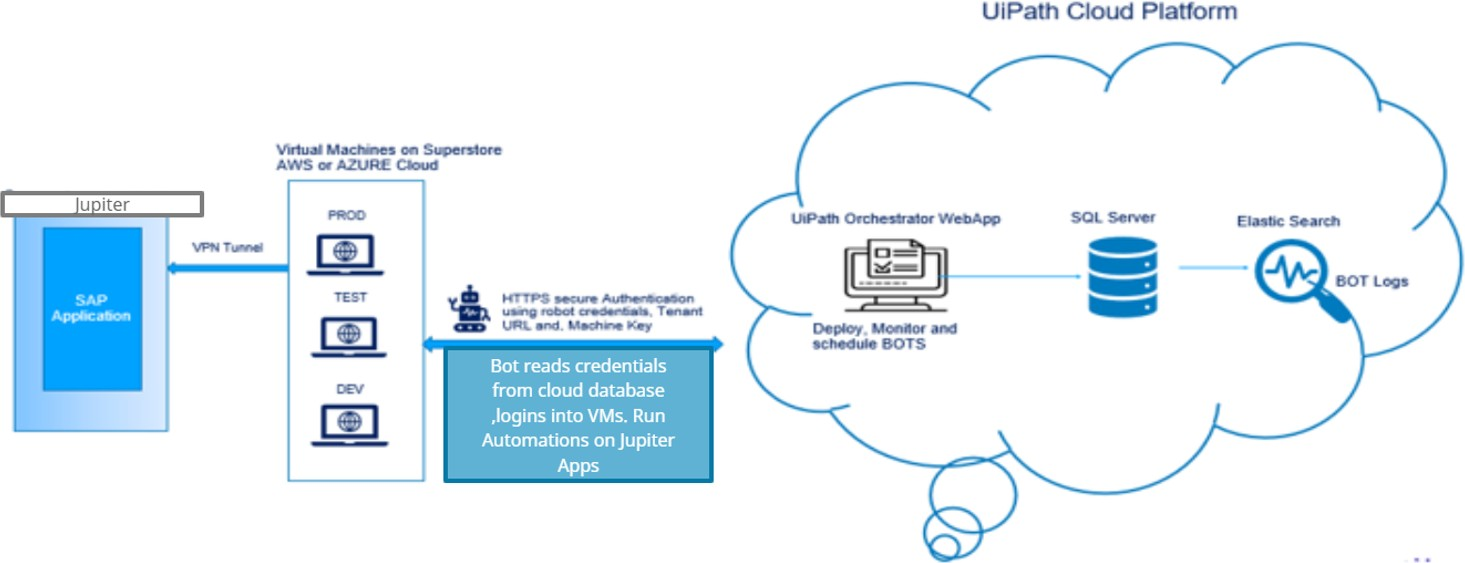 UiPath Cloud Platform
Virtual Machines on Superstore
AWS or AZURE Cloud
Jupiter
SAP
Application
VPN Tunnel
PROD
TEST
DEV
HTTPS secure Authentication
using robot credentials, Tenant
URL and, Machine Key
Bot reads credentials
from cloud database
,logins into VMs. Run
Automations on Jupiter
Apps
UiPath Orchestrator WebApp
Deploy, Monitor and
schedule BOTS
SQL Server
Elastic Search
BOT Logs